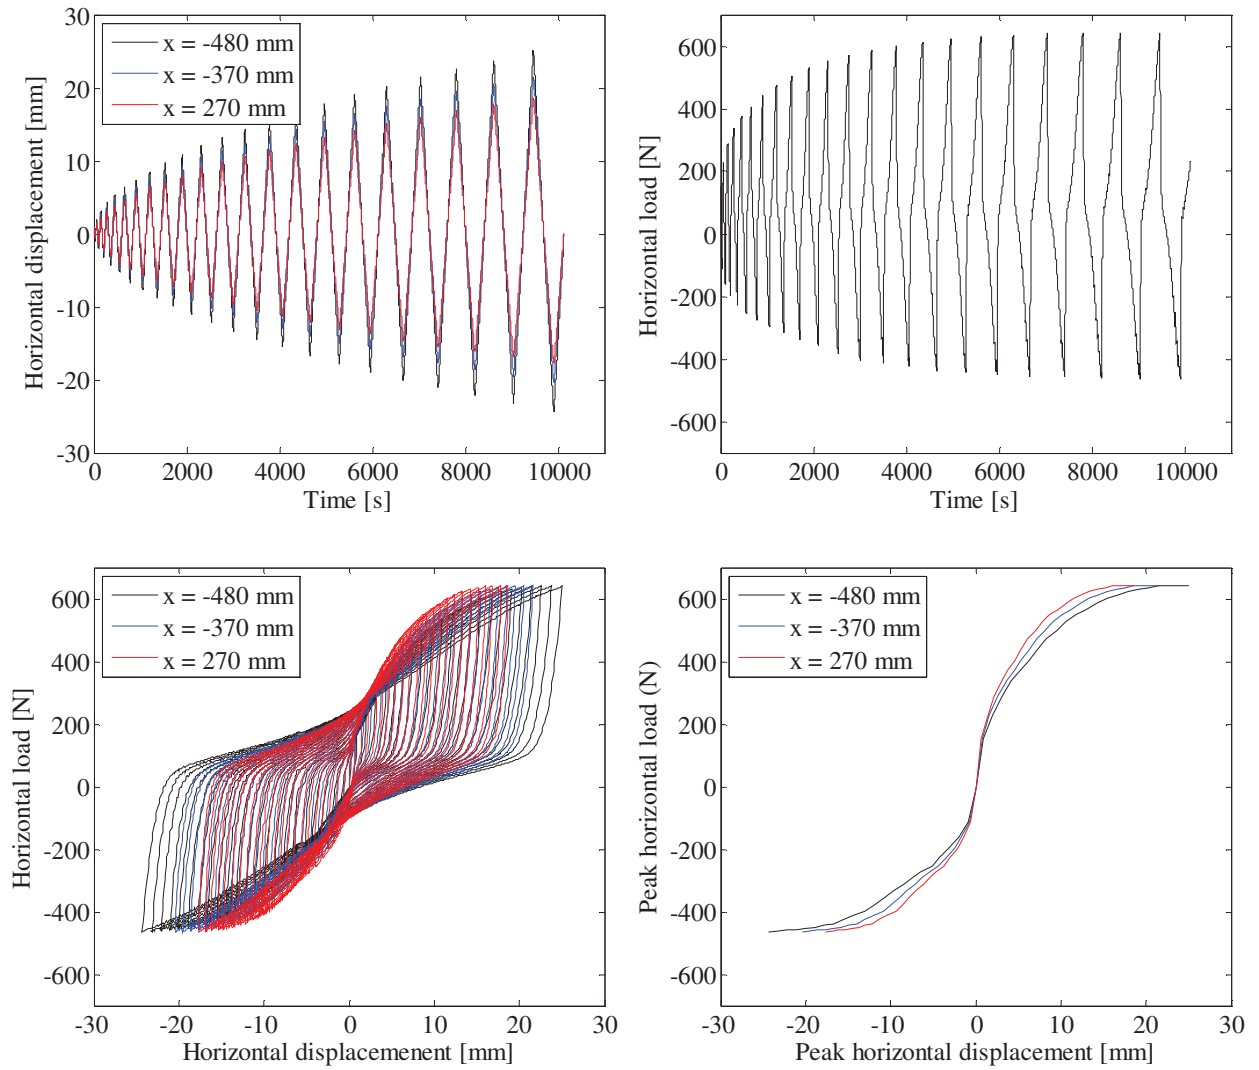 30
20
10
0
-10
-20
-30
Horizontal displacement [mm]
x = -480 mm
x = -370 mm
x = 270 mm
0 2000 4000 6000 8000 10000
Time [s]
600
400
200
0
-200
-400
-600
Horizontal load [N]
0 2000 4000 6000 8000 10000
Time [s]
600
400
200
0
-200
-400
-600
Horizontal load [N]
x = -480 mm
x = -370 mm
x = 270 mm
-30 -20 -10 0 10 20 30
Horizontal displacemenent [mm]
600
400
200
0
-200
-400
-600
Peak horizontal load (N)
x = -480 mm
x = -370 mm
x = 270 mm
-30 -20 -10 0 10 20 30
Peak horizontal displacement [mm]